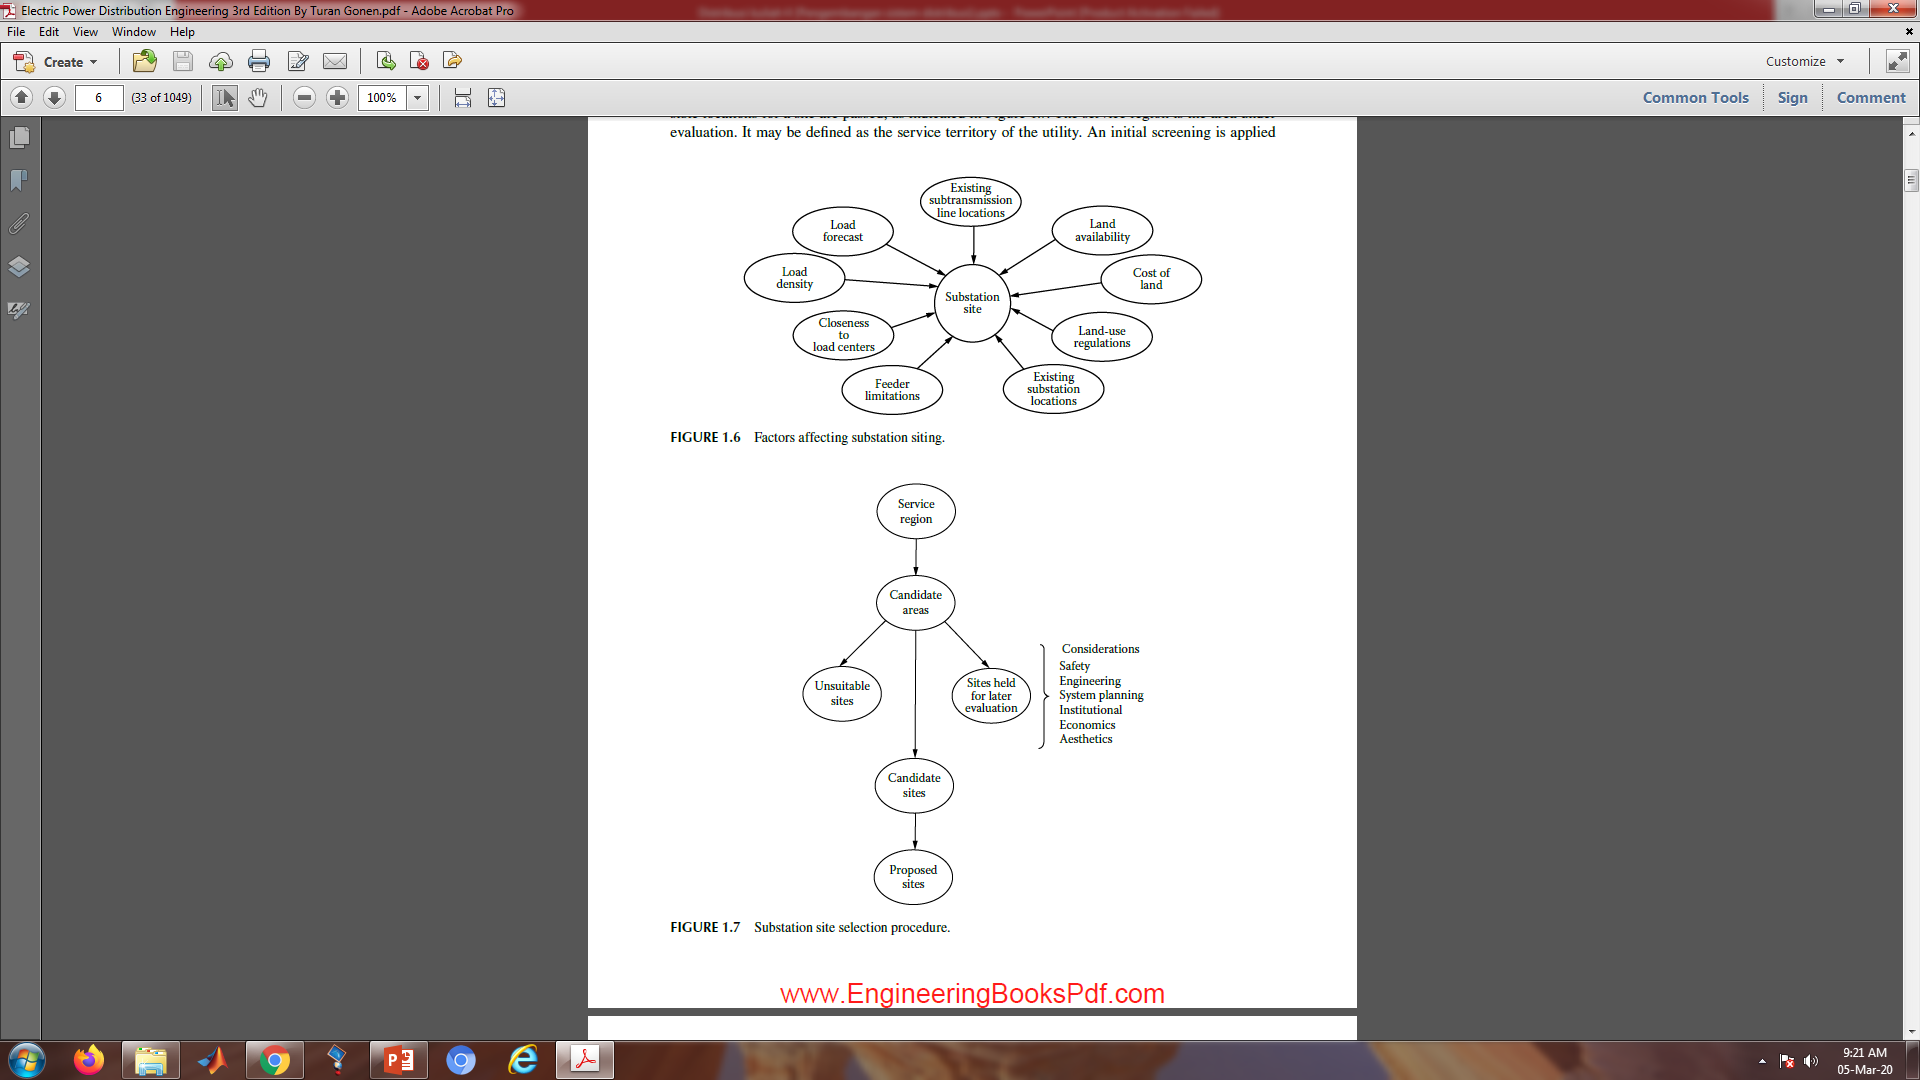 Electric Power Distribution Engineering 3rd Edition By Turan Gonen.pdf - Adobe Acrobat Pro
File Edit View Window Help
Create
Customize
6 (33 of 1049) 100%
Common Tools Sign Comment
evaluation. It may be defined as the service territory of the utility. An initial screening is applied
Existing
subtransmission
line locations
Load
forecast
Land
availability
Load
density
Cost of
land
Substation
site
Closeness
to
load centers
Land-use
regulations
Feeder
limitations
Existing
substation
locations
FIGURE 1.6 Factors affecting substation siting.
Service
region
Candidate
areas
Unsuitable
sites
Sites held
for later
evaluation
Considerations
Safety
Engineering
System planning
Institutional
Economics
Aesthetics
Candidate
sites
Proposed
sites
FIGURE 1.7 Substation site selection procedure.
www.EngineeringBooksPdf.com
9:21 AM
05-Mar-20